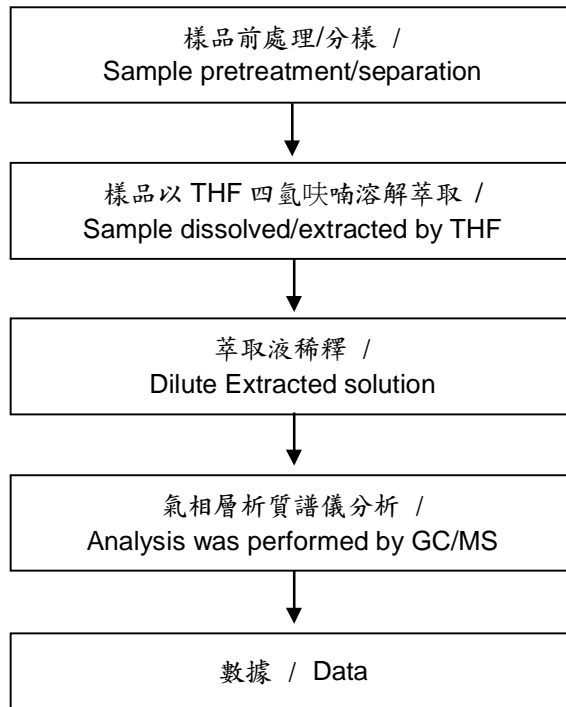 樣品前處理/分樣 /
Sample pretreatment/separation
樣品以 THF 四氫呋喃溶解萃取 /
Sample dissolved/extracted by THF
萃取液稀釋 /
Dilute Extracted solution
氣相層析質譜儀分析 /
Analysis was performed by GC/MS
數據 / Data